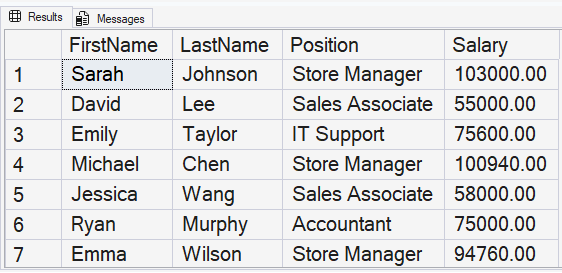 Results Messages
FirstName LastName Position Salary
1 Sarah Johnson Store Manager 103000.00
2 David Lee Sales Associate 55000.00
3 Emily Taylor IT Support 75600.00
4 Michael Chen Store Manager 100940.00
5 Jessica Wang Sales Associate 58000.00
6 Ryan Murphy Accountant 75000.00
7 Emma Wilson Store Manager 94760.00